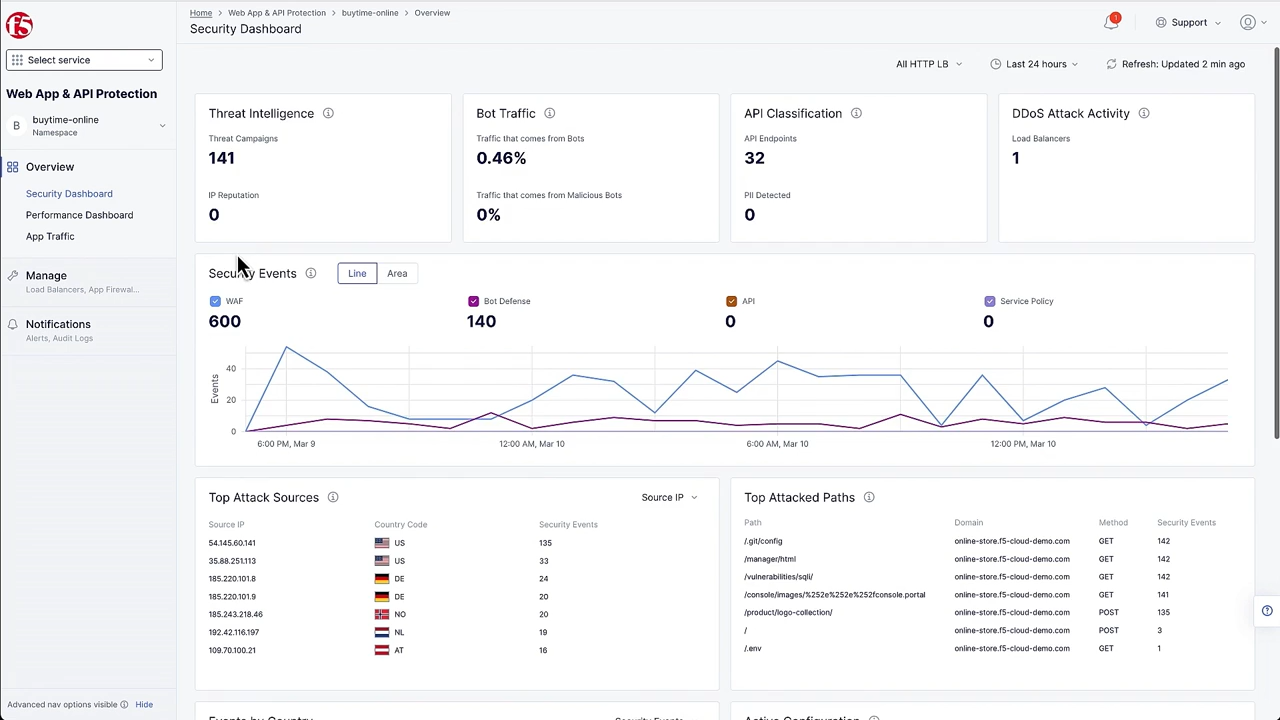 f5
Home > Web App & API Protection > buytime-online > Overview
Security Dashboard
1
Support
Select service
Web App & API Protection
B
buytime-online
Namespace
Overview
Security Dashboard
Performance Dashboard
App Traffic
Manage
Load Balancers, App Firewal...
Notifications
Alerts, Audit Logs
Advanced nav options visible
Hide
All HTTP LB
Last 24 hours
Refresh: Updated 2 min ago
Threat Intelligence
Threat Campaigns
141
IP Reputation
0
Bot Traffic
Traffic that comes from Bots
0.46%
Traffic that comes from Malicious Bots
0%
API Classification
API Endpoints
32
PII Detected
0
DDoS Attack Activity
Load Balancers
1
Security Events
Line
Area
WAF
600
Bot Defense
140
API
0
Service Policy
0
Events
40
20
0
6:00 PM, Mar 9
12:00 AM, Mar 10
6:00 AM, Mar 10
12:00 PM, Mar 10
Top Attack Sources
Source IP
Source IP Country Code Security Events
54.145.60.141 US 135
35.88.251.113 US 33
185.220.101.8 DE 24
185.220.101.9 DE 20
185.243.218.46 NO 20
192.42.116.197 NL 19
109.70.100.21 AT 16
Top Attacked Paths
Path Domain Method Security Events
/.git/config online-store.f5-cloud-demo.com GET 142
/manager/html online-store.f5-cloud-demo.com GET 142
/vulnerabilities/sqli/ online-store.f5-cloud-demo.com GET 142
/console/images/%252e%252e%252fconsole.portal online-store.f5-cloud-demo.com GET 141
/product/logo-collection/ online-store.f5-cloud-demo.com POST 135
/ online-store.f5-cloud-demo.com POST 3
/.env online-store.f5-cloud-demo.com GET 1
Events by Country
Security Events
Active Configuration